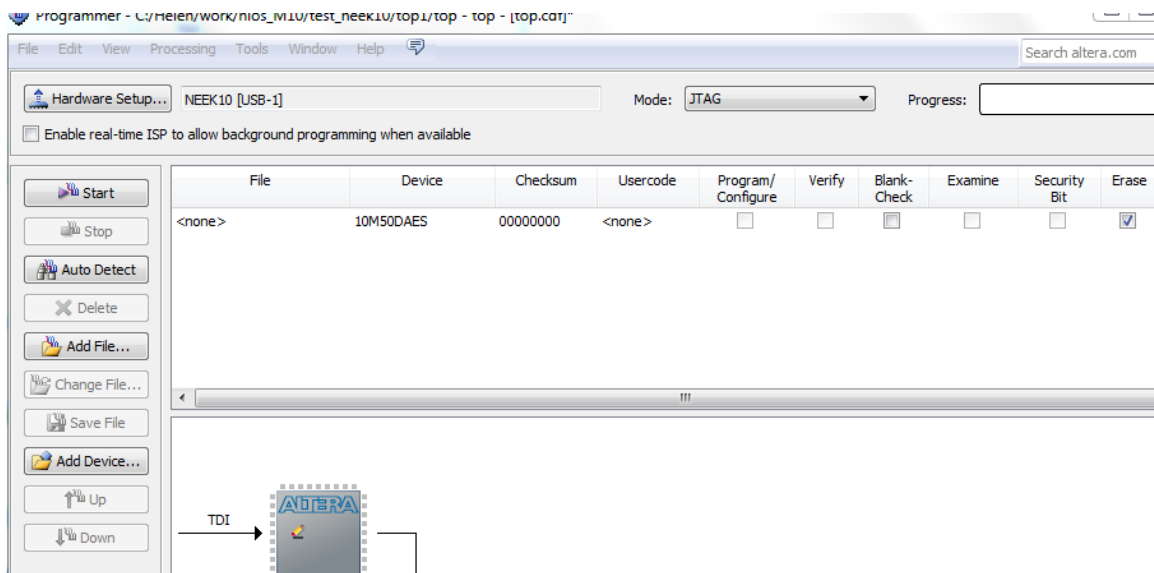 Programmer - C:/Helen/work/nios_M10/test_neek10/top1/top - top - [top.cdf]*
File Edit View Processing Tools Window Help
Search altera.com
Hardware Setup... NEEK10 [USB-1] Mode: JTAG Progress:
Enable real-time ISP to allow background programming when available
File Device Checksum Usercode Program/ Verify Blank- Examine Security Erase
Configure Check Bit
<none> 10M50DAES 00000000 <none>
Start
Stop
Auto Detect
Delete
Add File...
Change File...
Save File
Add Device...
Up
Down
ALTERA
TDI